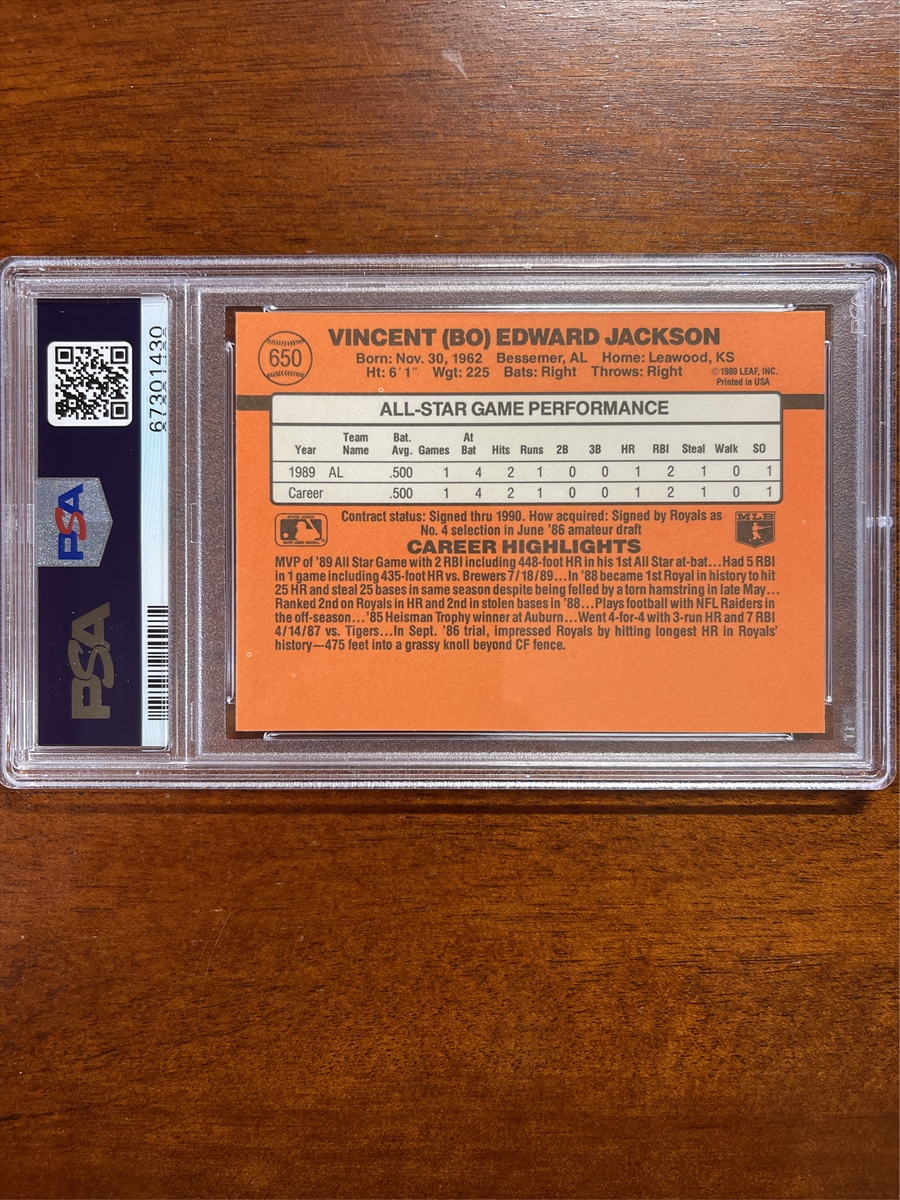 67301430
PSA
PSA
650
VINCENT (BO) EDWARD JACKSON
Born: Nov. 30, 1962 Bessemer, AL Home: Leawood, KS
Ht: 6'1" Wgt: 225 Bats: Right Throws: Right
©1989 LEAF, INC.
Printed in USA
ALL-STAR GAME PERFORMANCE
Year Team Name Bat. Avg. Games At Bat Hits Runs 2B 3B HR RBI Steal Walk SO
1989 AL .500 1 4 2 1 0 0 1 2 1 0 1
Career .500 1 4 2 1 0 0 1 2 1 0 1
Contract status: Signed thru 1990. How acquired: Signed by Royals as
No. 4 selection in June '86 amateur draft
CAREER HIGHLIGHTS
MVP of '89 All Star Game with 2 RBI including 448-foot HR in his 1st All Star at-bat...Had 5 RBI
in 1 game including 435-foot HR vs. Brewers 7/18/89...In '88 became 1st Royal in history to hit
25 HR and steal 25 bases in same season despite being felled by a torn hamstring in late May...
Ranked 2nd on Royals in HR and 2nd in stolen bases in '88...Plays football with NFL Raiders in
the off-season...'85 Heisman Trophy winner at Auburn...Went 4-for-4 with 3-run HR and 7 RBI
4/14/87 vs. Tigers...In Sept. '86 trial, impressed Royals by hitting longest HR in Royals'
history—475 feet into a grassy knoll beyond CF fence.